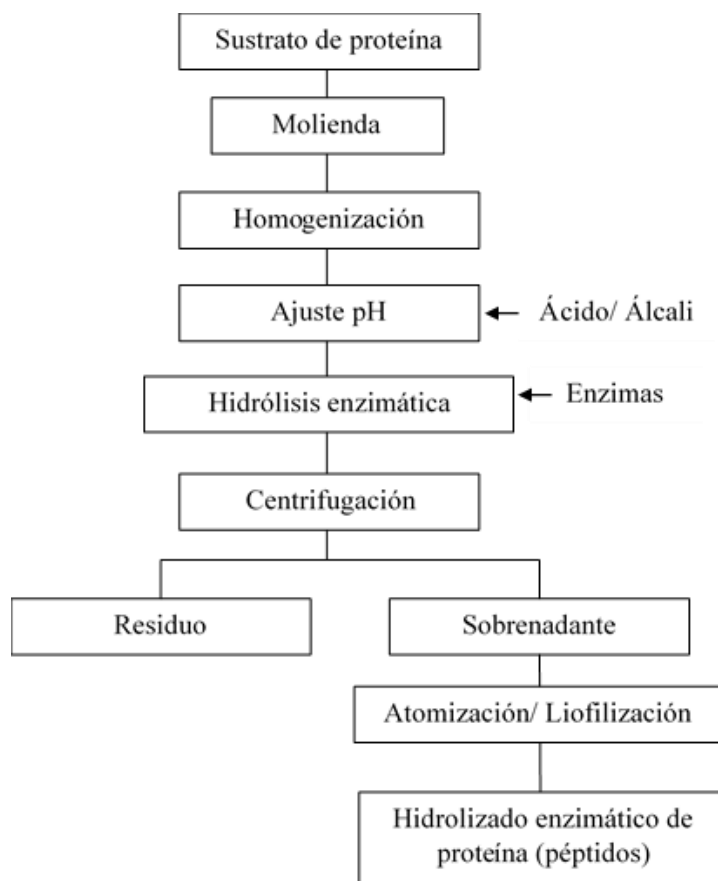 Sustrato de proteína
Molienda
Homogenización
Ajuste pH
Ácido/ Álcali
Hidrólisis enzimática
Enzimas
Centrifugación
Residuo
Sobrenadante
Atomización/ Liofilización
Hidrolizado enzimático de
proteína (péptidos)